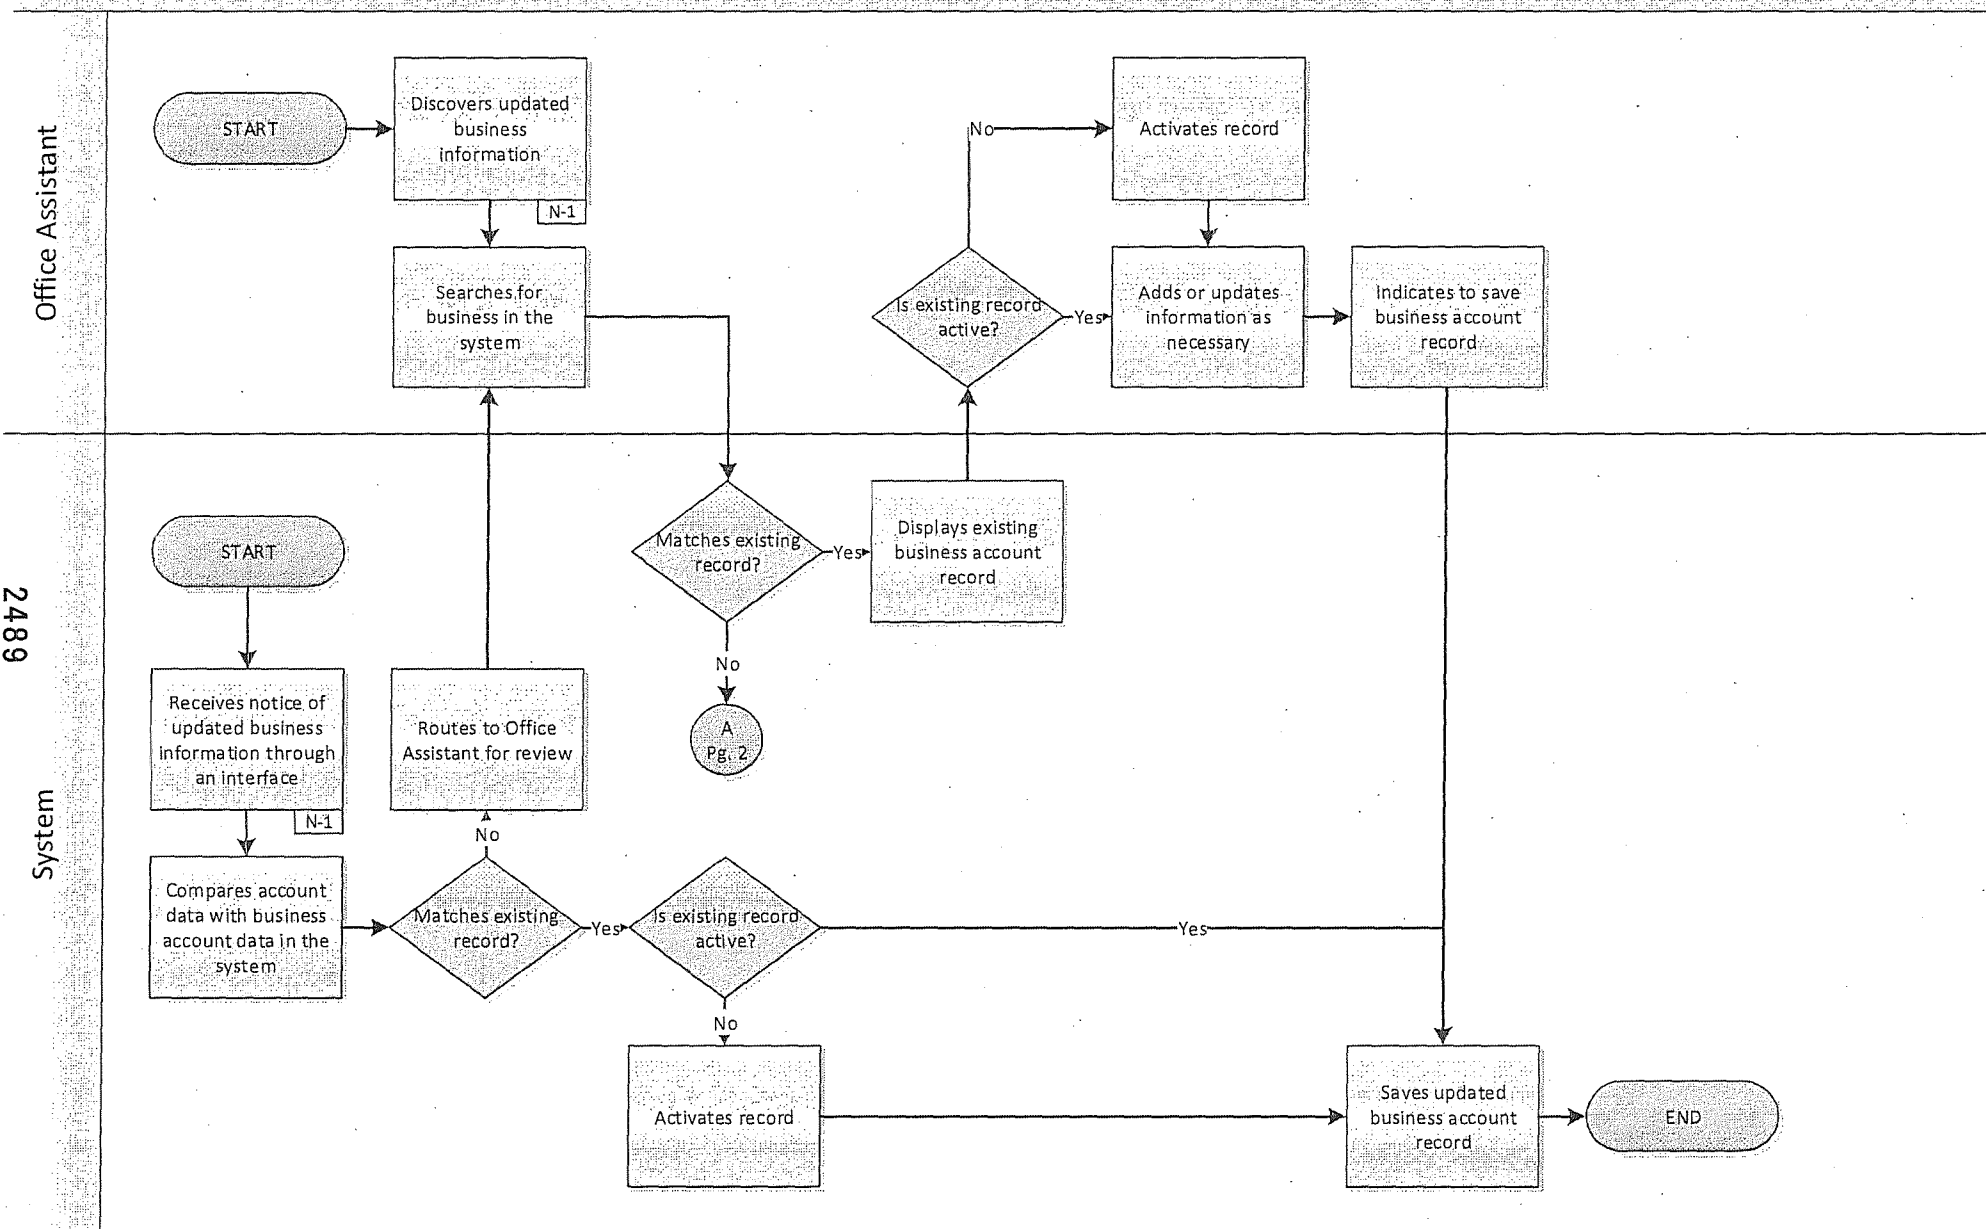 Office Assistant
START
Discovers updated
business
information
N-1
Searches for
business in the
system
No
Activates record
Is existing record
active?
Yes
Adds or updates
information as
necessary
Indicates to save
business account
record
2489
System
START
Receives notice of
updated business
information through
an interface
N-1
Compares account
data with business
account data in the
system
Routes to Office
Assistant for review
No
Matches existing
record?
Yes
Matches existing
record?
Yes
Displays existing
business account
record
No
A
Pg. 2
Is existing record
active?
Yes
No
Activates record
Saves updated
business account
record
END